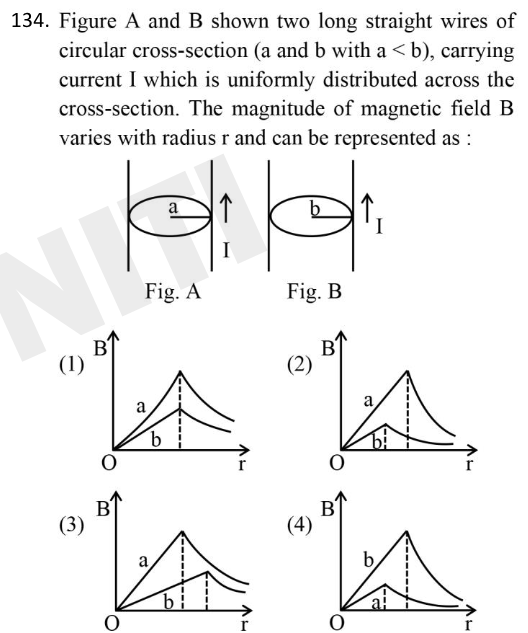 134. Figure A and B shown two long straight wires of
circular cross-section (a and b with a < b), carrying
current I which is uniformly distributed across the
cross-section. The magnitude of magnetic field B
varies with radius r and can be represented as :
NITI
a b
I I
Fig. A Fig. B
(1) B a b O r
(2) B a b O r
(3) B a b O r
(4) B b a O r